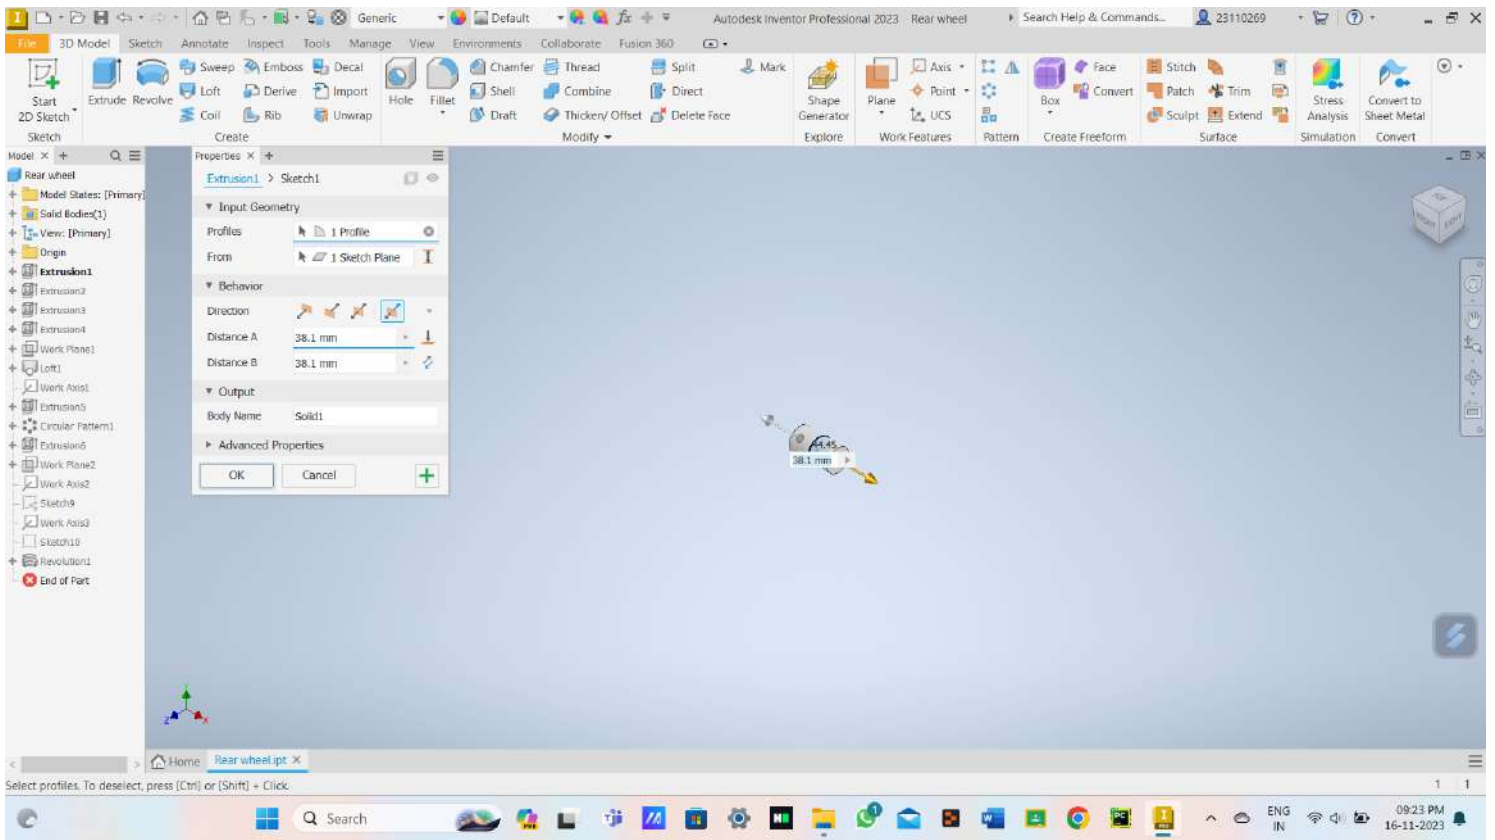 Generic
Default
Autodesk Inventor Professional 2023 Rear wheel
Search Help & Commands...
23110269
File 3D Model Sketch Annotate Inspect Tools Manage View Environments Collaborate Fusion 360
Start
2D Sketch
Extrude Revolve
Sweep Emboss Decal
Loft Derive Import
Coil Rib Unwrap
Hole Fillet
Chamfer Thread Split Mark
Shell Combine Direct
Draft Thicken/ Offset Delete Face
Shape
Generator
Plane
Axis
Point
UCS
Box
Face
Convert
Stitch
Patch Trim
Sculpt Extend
Stress
Analysis
Convert to
Sheet Metal
Sketch Create Modify Explore Work Features Pattern Create Freeform Surface Simulation Convert
Model × +
Rear wheel
Model States: [Primary]
Solid Bodies(1)
View: [Primary]
Origin
Extrusion1
Extrusion2
Extrusion3
Extrusion4
Work Plane1
Loft1
Work Axis1
Extrusion5
Circular Pattern1
Extrusion6
Work Plane2
Work Axis2
Sketch9
Work Axis3
Sketch10
Revolution1
End of Part
Properties × +
Extrusion1 > Sketch1
Input Geometry
Profiles 1 Profile
From 1 Sketch Plane
Behavior
Direction
Distance A 38.1 mm
Distance B 38.1 mm
Output
Body Name Solid1
Advanced Properties
OK Cancel
44.45
38.1 mm
Home Rear wheel.ipt ×
Select profiles. To deselect, press [Ctrl] or [Shift] + Click.
1 1
Search
ENG
IN
09:23 PM
16-11-2023